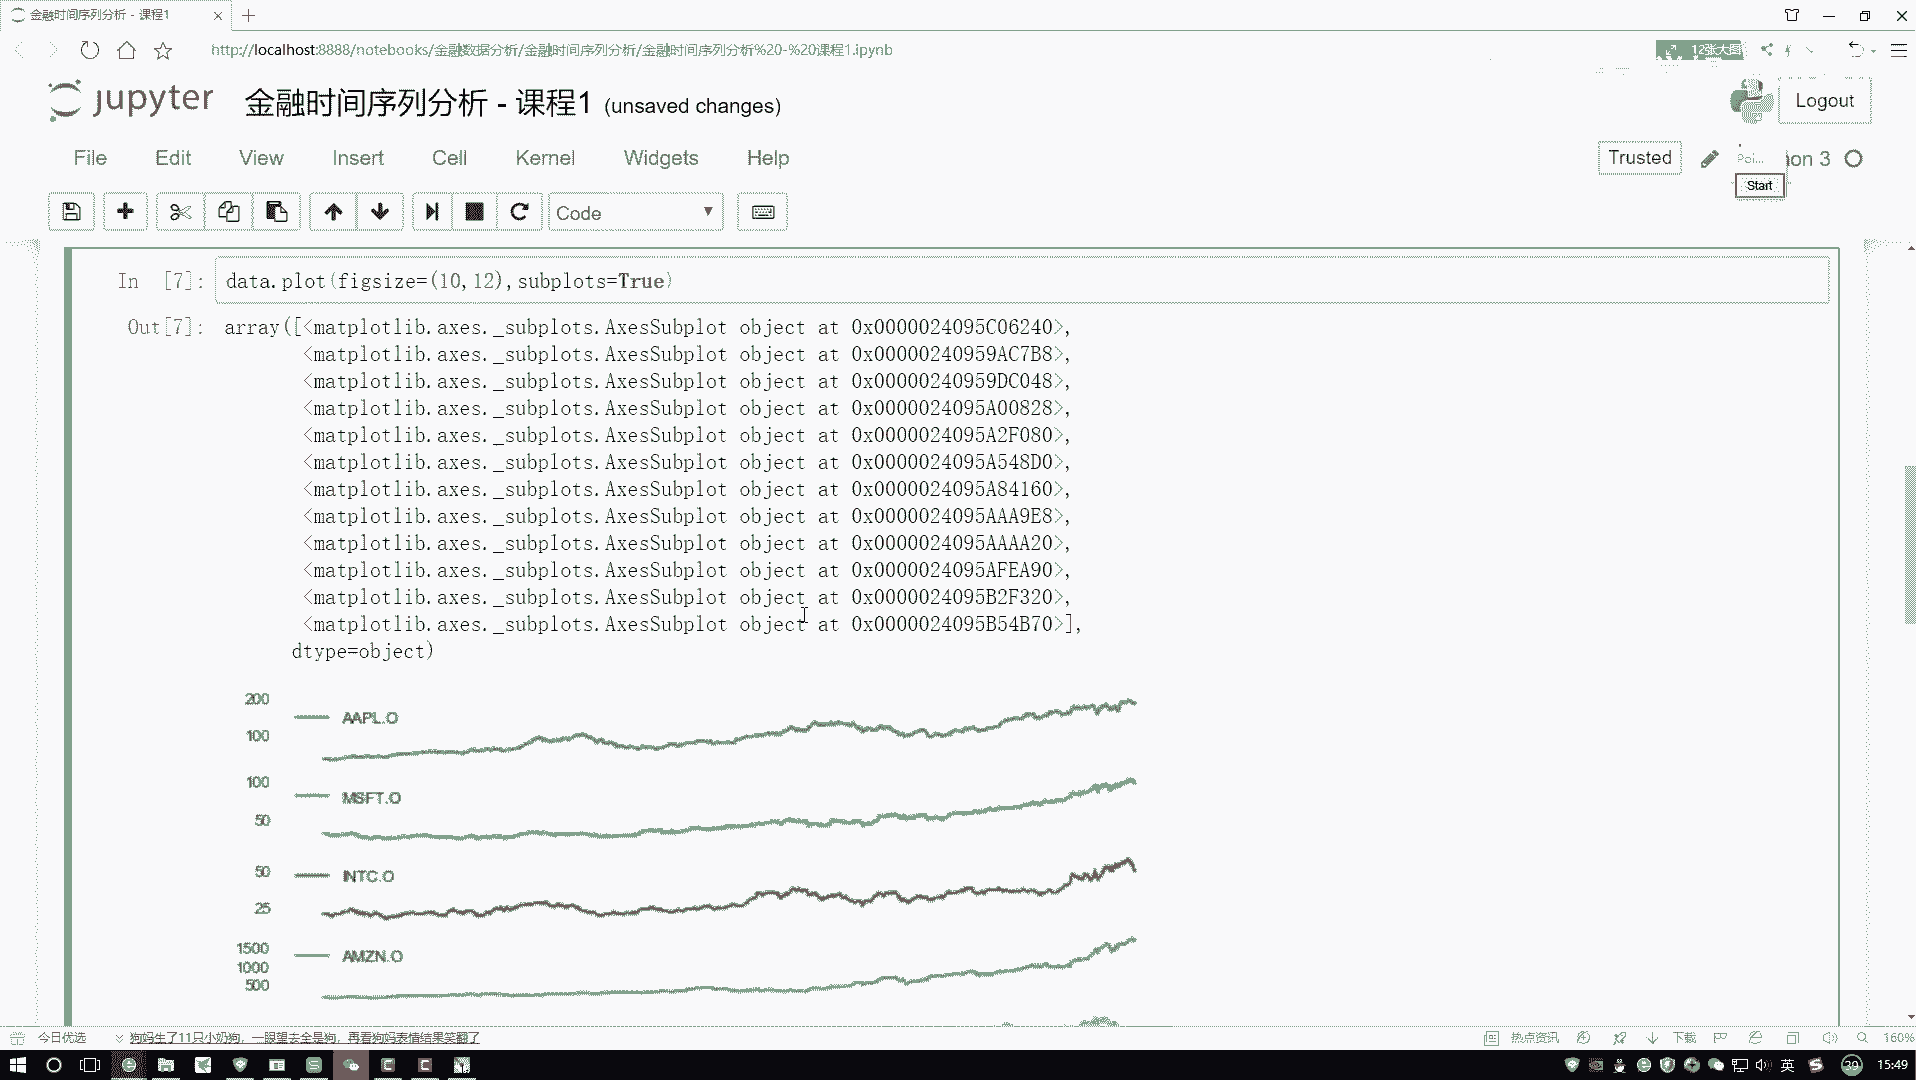 金融时间序列分析 - 课程1
http://localhost:8888/notebooks/金融数据分析/金融时间序列分析/金融时间序列分析%20-%20课程1.ipynb
12张大图
jupyter 金融时间序列分析 - 课程1 (unsaved changes)
Logout
File Edit View Insert Cell Kernel Widgets Help
Trusted
Poi...
on 3
Start
Code
In [7]: data.plot(figsize=(10,12),subplots=True)
Out[7]: array([<matplotlib.axes._subplots.AxesSubplot object at 0x0000024095C06240>,
<matplotlib.axes._subplots.AxesSubplot object at 0x00000240959AC7B8>,
<matplotlib.axes._subplots.AxesSubplot object at 0x00000240959DC048>,
<matplotlib.axes._subplots.AxesSubplot object at 0x0000024095A00828>,
<matplotlib.axes._subplots.AxesSubplot object at 0x0000024095A2F080>,
<matplotlib.axes._subplots.AxesSubplot object at 0x0000024095A548D0>,
<matplotlib.axes._subplots.AxesSubplot object at 0x0000024095A84160>,
<matplotlib.axes._subplots.AxesSubplot object at 0x0000024095AAA9E8>,
<matplotlib.axes._subplots.AxesSubplot object at 0x0000024095AAAA20>,
<matplotlib.axes._subplots.AxesSubplot object at 0x0000024095AFEA90>,
<matplotlib.axes._subplots.AxesSubplot object at 0x0000024095B2F320>,
<matplotlib.axes._subplots.AxesSubplot object at 0x0000024095B54B70>],
dtype=object)
200
AAPL.O
100
100
MSFT.O
50
50
INTC.O
25
1500
AMZN.O
1000
500
今日优选
狗妈生了11只小奶狗，一眼望去全是狗，再看狗妈表情结果笑翻了
热点资讯
下载
160%
英
39
15:49